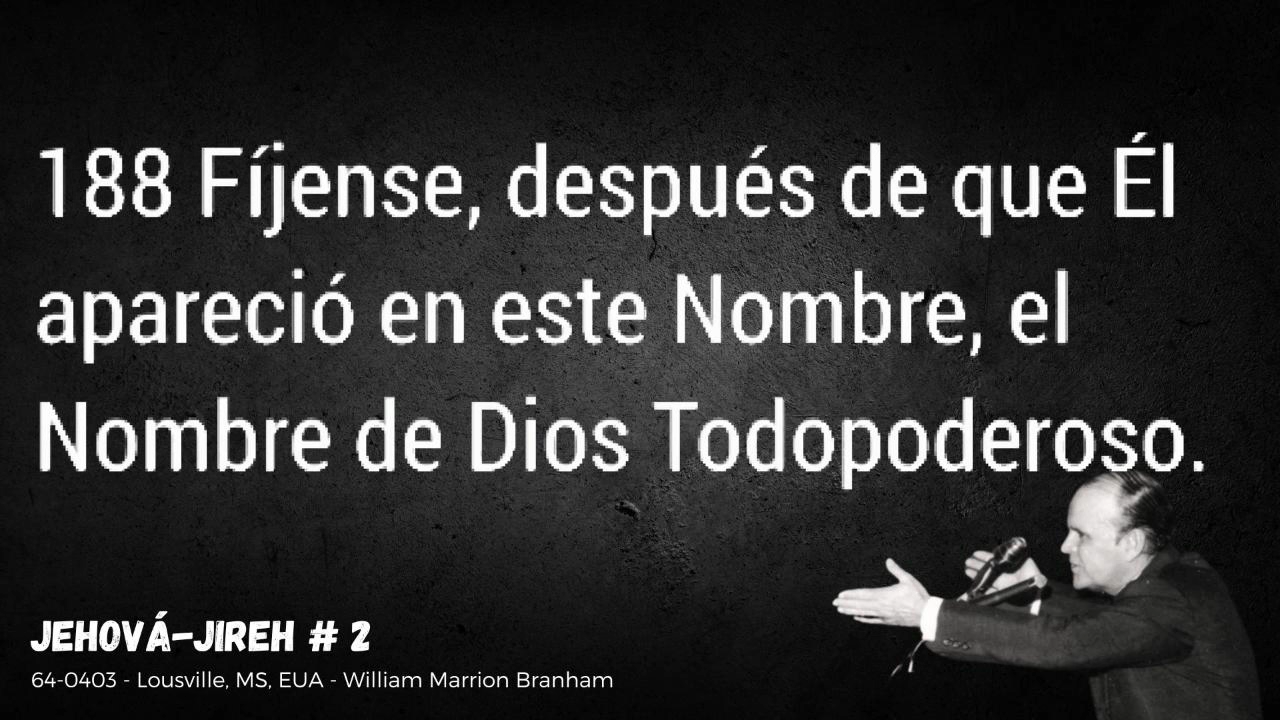 188 Fíjense, después de que Él
apareció en este Nombre, el
Nombre de Dios Todopoderoso.
JEHOVÁ-JIREH # 2
64-0403 - Lousville, MS, EUA - William Marrion Branham